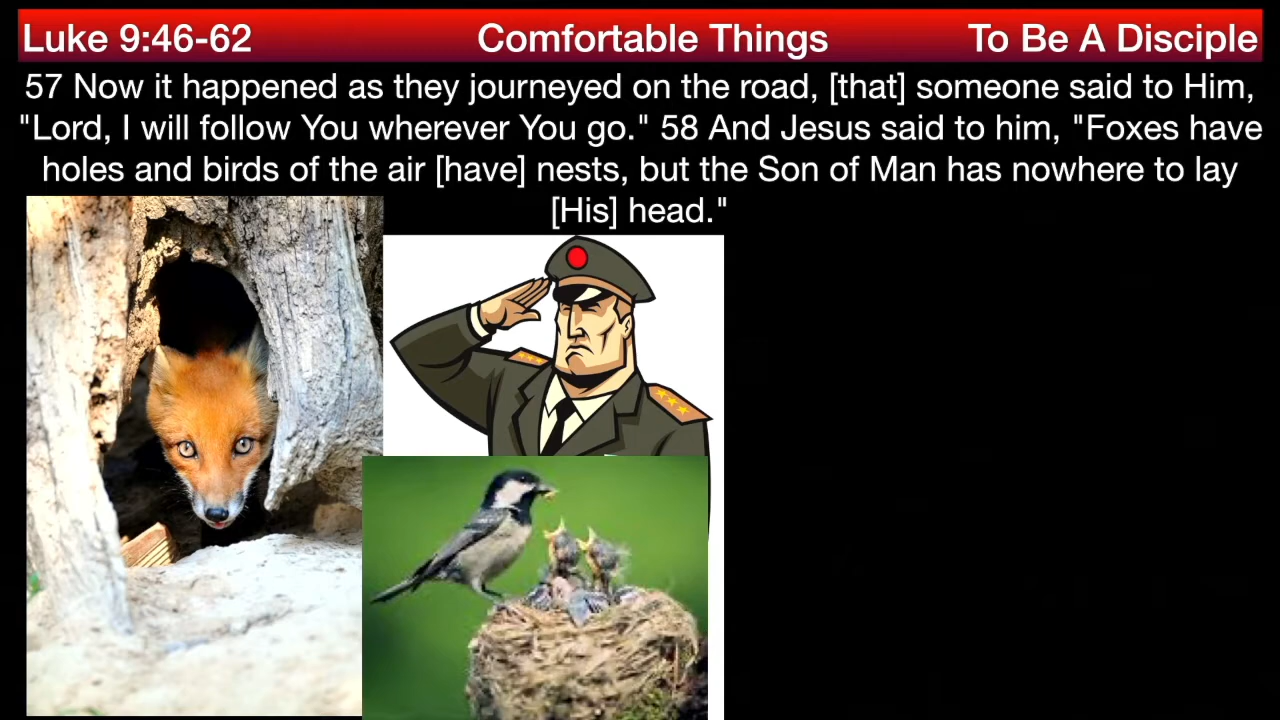 Luke 9:46-62 Comfortable Things To Be A Disciple
57 Now it happened as they journeyed on the road, [that] someone said to Him,
"Lord, I will follow You wherever You go." 58 And Jesus said to him, "Foxes have
holes and birds of the air [have] nests, but the Son of Man has nowhere to lay
[His] head."